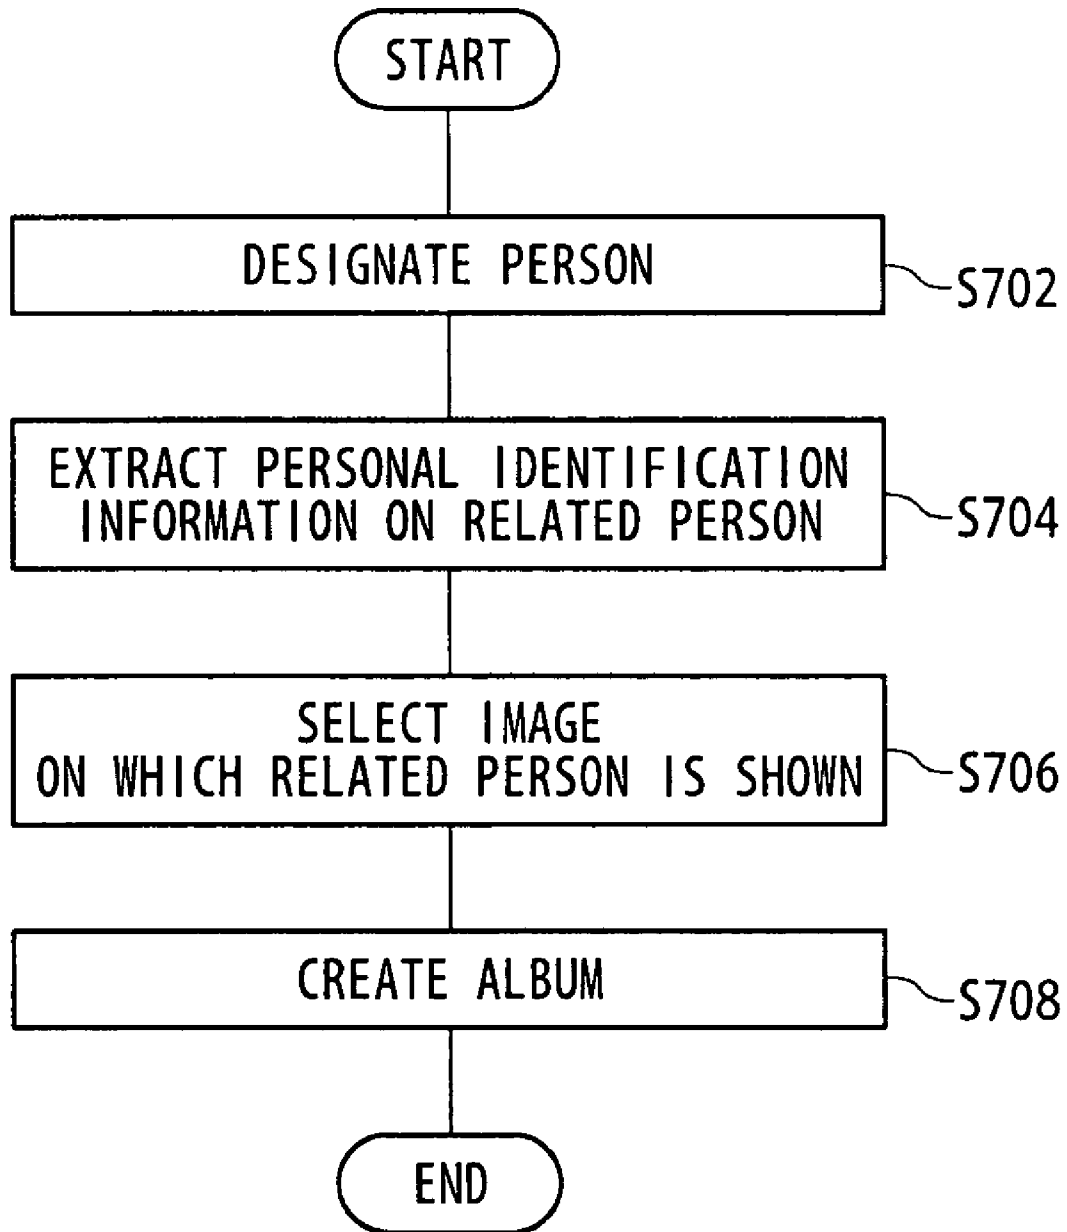 START
DESIGNATE PERSON
S702
EXTRACT PERSONAL IDENTIFICATION
INFORMATION ON RELATED PERSON
S704
SELECT IMAGE
ON WHICH RELATED PERSON IS SHOWN
S706
CREATE ALBUM
S708
END